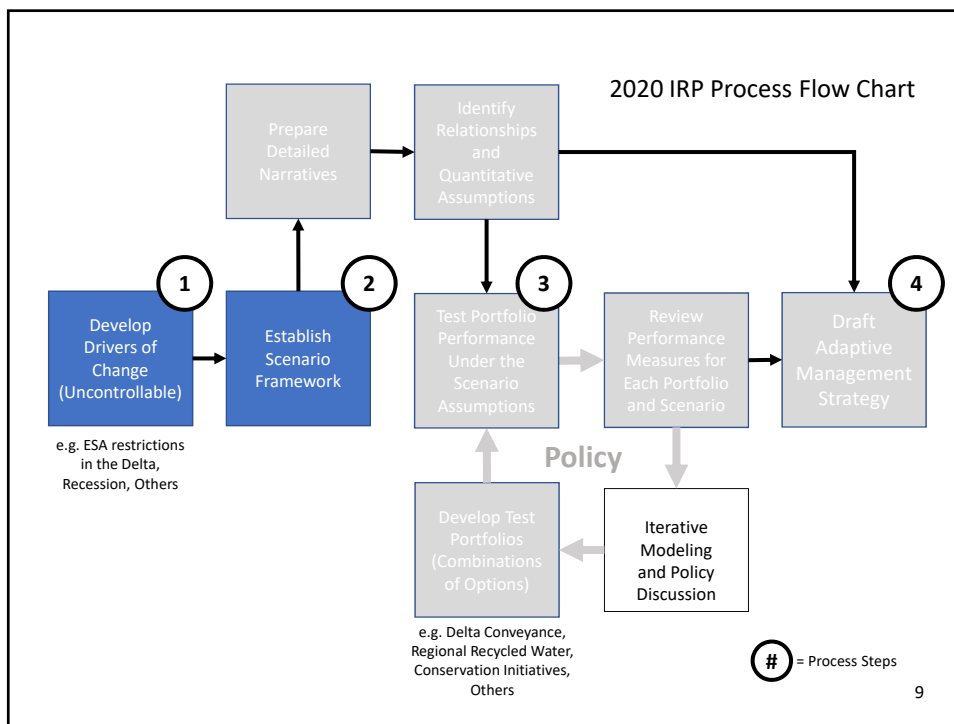 2020 IRP Process Flow Chart
Prepare
Detailed
Narratives
Identify
Relationships
and
Quantitative
Assumptions
1
Develop
Drivers of
Change
(Uncontrollable)
e.g. ESA restrictions
in the Delta,
Recession, Others
2
Establish
Scenario
Framework
3
Test Portfolio
Performance
Under the
Scenario
Assumptions
Review
Performance
Measures for
Each Portfolio
and Scenario
4
Draft
Adaptive
Management
Strategy
Policy
Develop Test
Portfolios
(Combinations
of Options)
e.g. Delta Conveyance,
Regional Recycled Water,
Conservation Initiatives,
Others
Iterative
Modeling
and Policy
Discussion
# = Process Steps
9